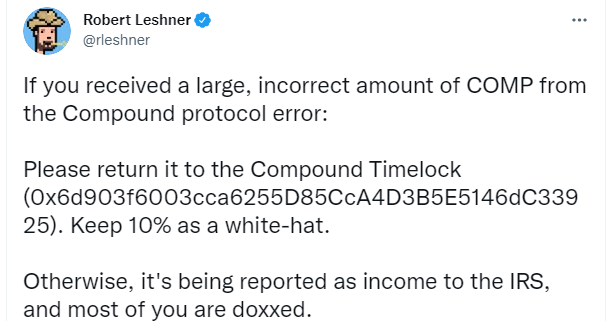 Robert Leshner
@rleshner
If you received a large, incorrect amount of COMP from
the Compound protocol error:
Please return it to the Compound Timelock
(0x6d903f6003cca6255D85CcA4D3B5E5146dC339
25). Keep 10% as a white-hat.
Otherwise, it's being reported as income to the IRS,
and most of you are doxxed.